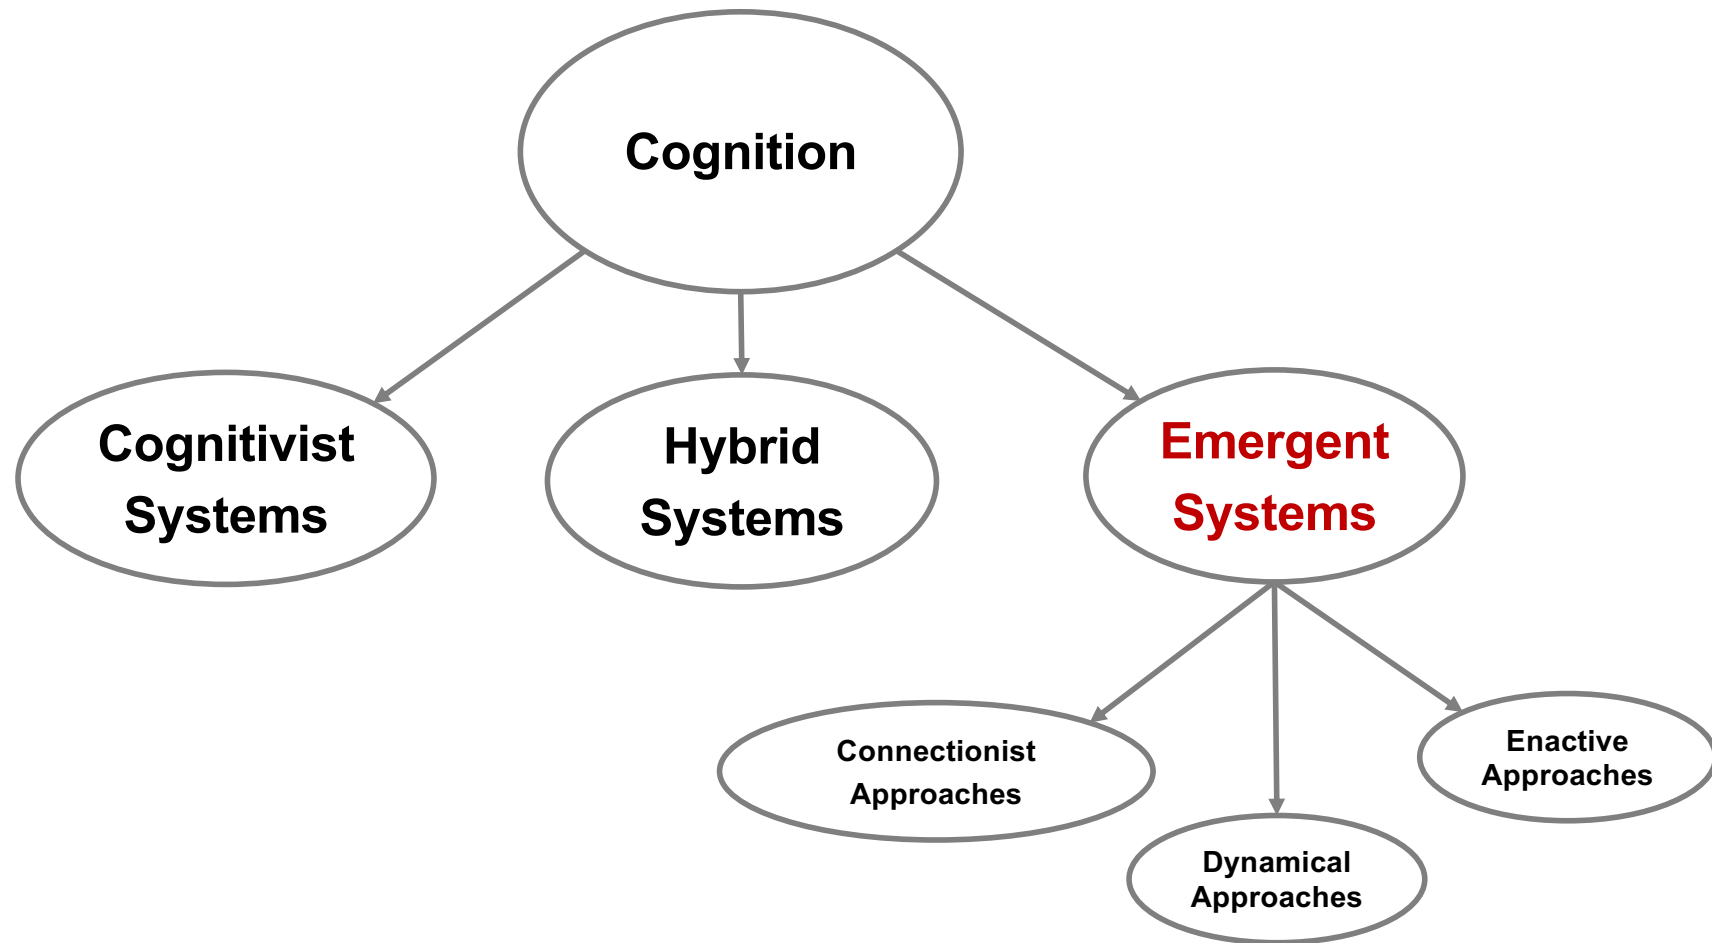 Cognition
Cognitivist
Systems
Hybrid
Systems
Emergent
Systems
Connectionist
Approaches
Dynamical
Approaches
Enactive
Approaches